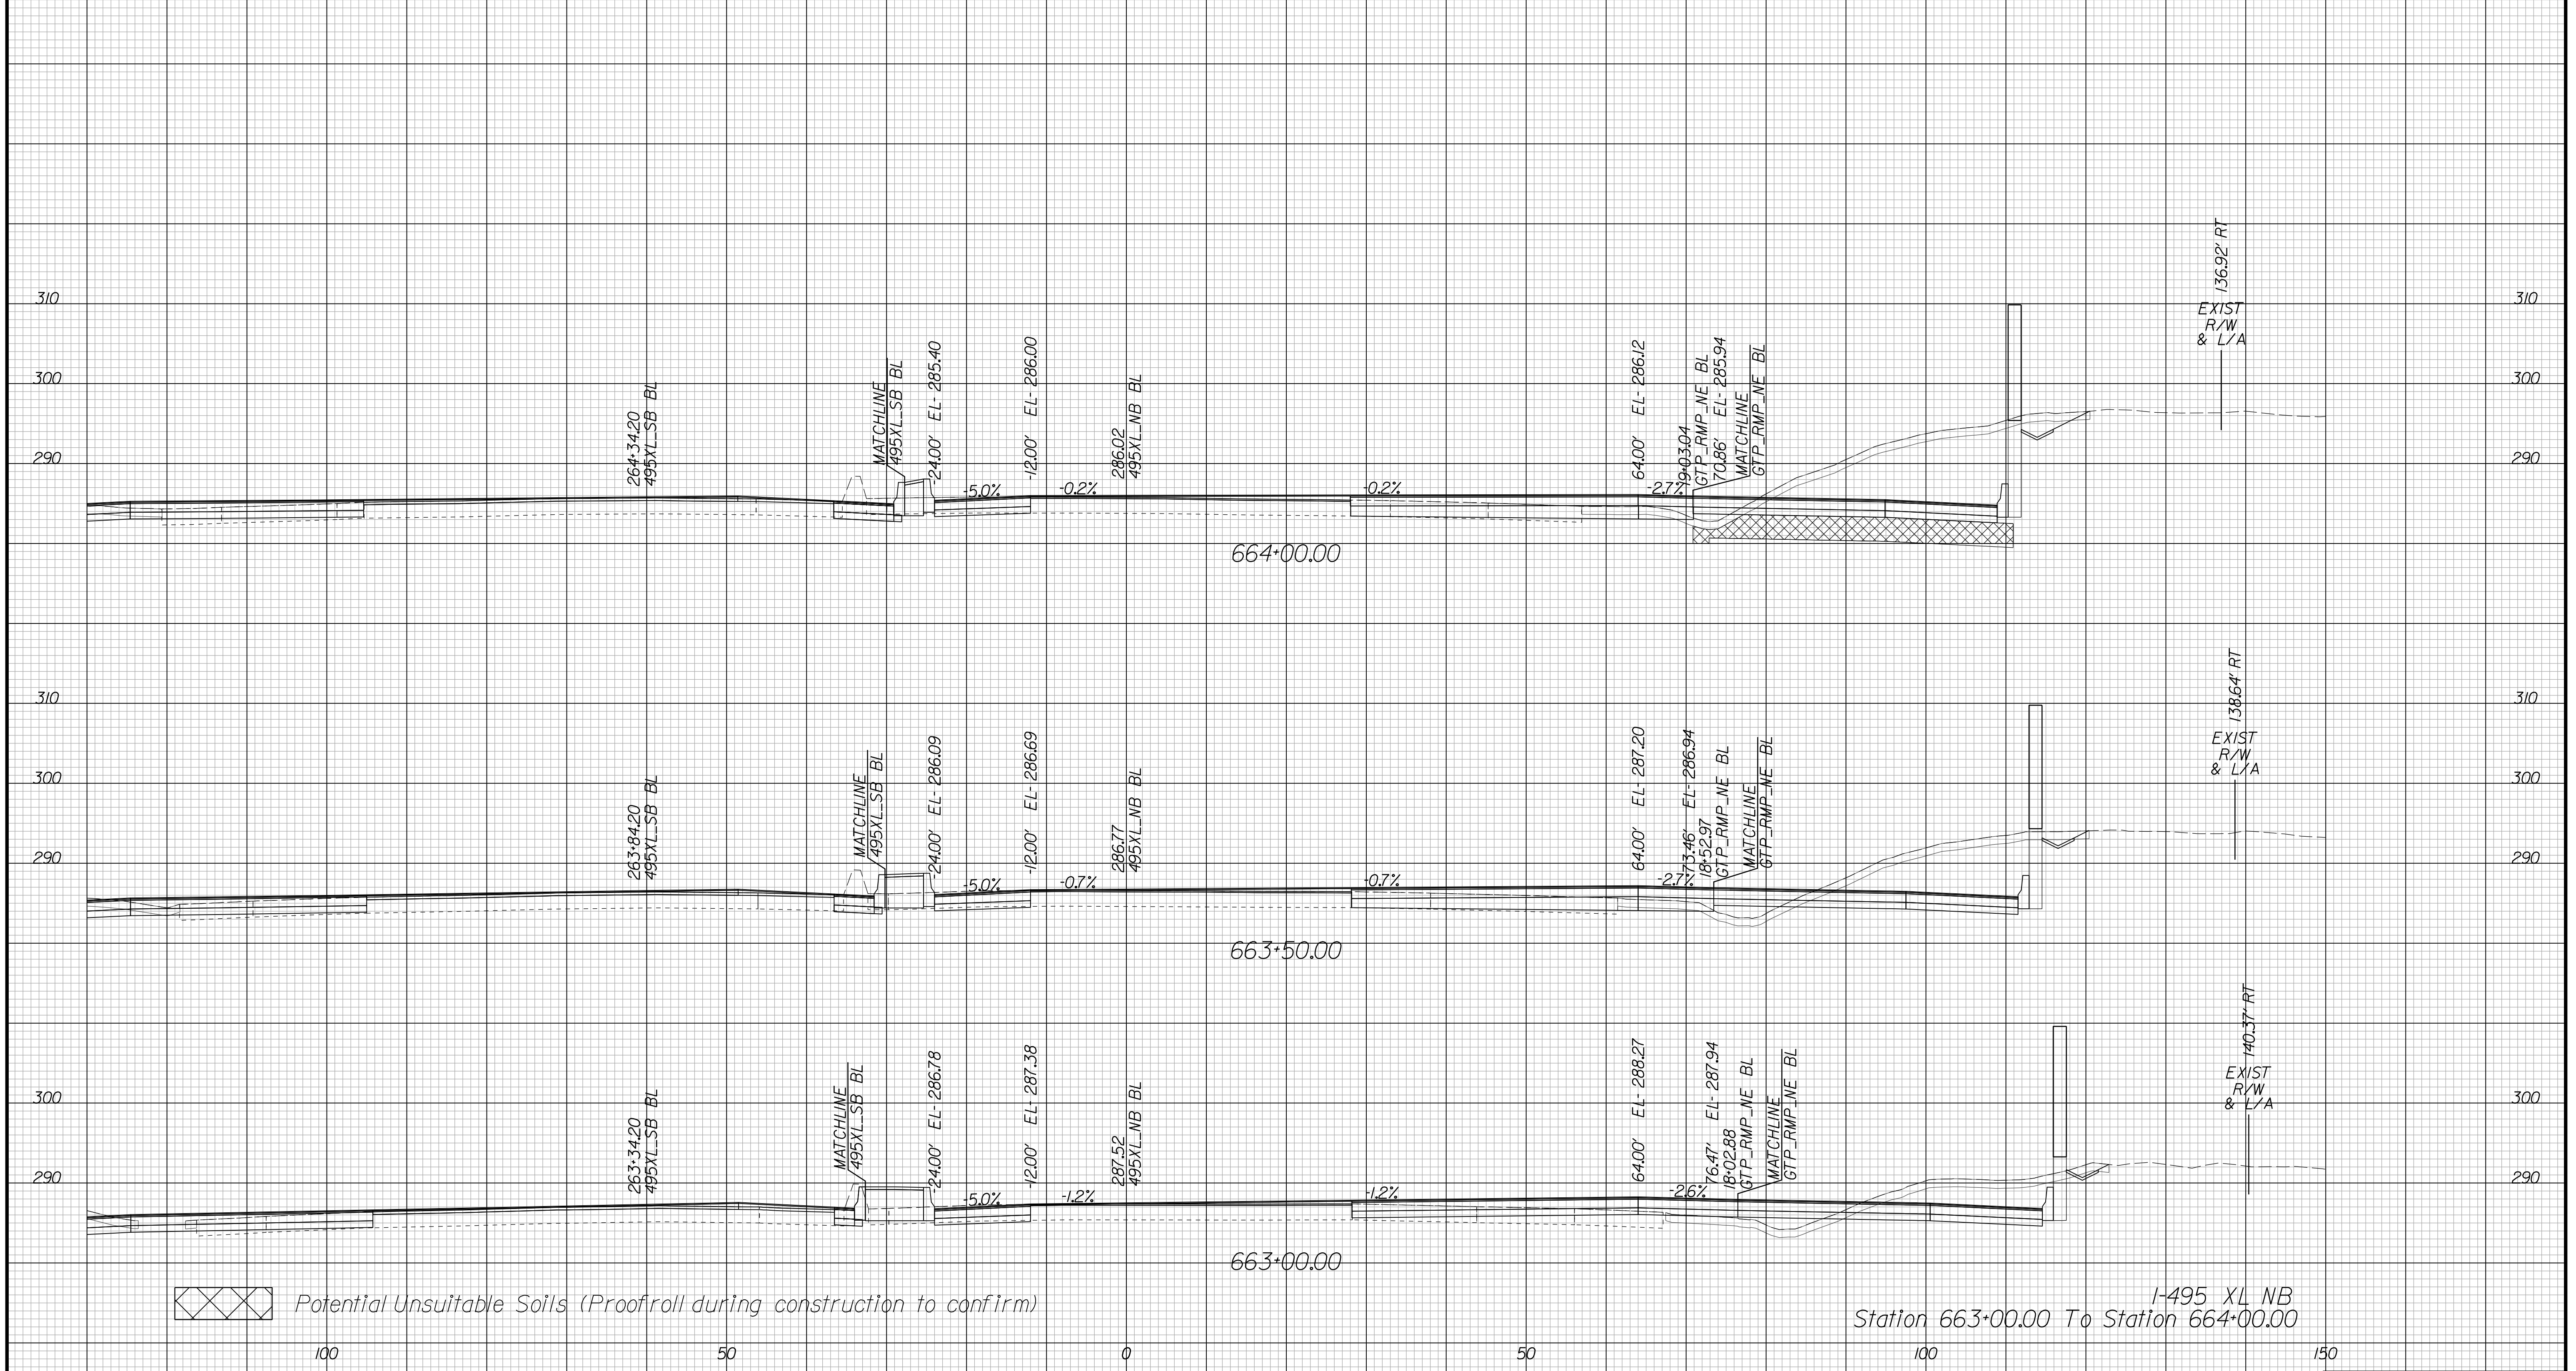 136.92' RT
EXIST
R/W
& L/A
310
310
300
300
290
290
264+34.20
495XL_SB BL
MATCHLINE
495XL_SB BL
-24.00' EL- 285.40
-12.00' EL- 286.00
286.02
495XL_NB BL
64.00' EL- 286.12
19+03.04
GTP_RMP_NE BL
70.86' EL- 285.94
MATCHLINE
GTP_RMP_NE BL
-5.0%
-0.2%
-0.2%
-2.7%
664+00.00
138.64' RT
EXIST
R/W
& L/A
310
310
300
300
290
290
263+84.20
495XL_SB BL
MATCHLINE
495XL_SB BL
-24.00' EL- 286.09
-12.00' EL- 286.69
286.77
495XL_NB BL
64.00' EL- 287.20
73.46' EL- 286.94
18+52.97
GTP_RMP_NE BL
MATCHLINE
GTP_RMP_NE BL
-5.0%
-0.7%
-0.7%
-2.7%
663+50.00
140.37' RT
EXIST
R/W
& L/A
300
300
290
290
263+34.20
495XL_SB BL
MATCHLINE
495XL_SB BL
-24.00' EL- 286.78
-12.00' EL- 287.38
287.52
495XL_NB BL
64.00' EL- 288.27
76.47' EL- 287.94
18+02.88
GTP_RMP_NE BL
MATCHLINE
GTP_RMP_NE BL
-5.0%
-1.2%
-1.2%
-2.6%
663+00.00
Potential Unsuitable Soils (Proofroll during construction to confirm)
I-495 XL NB
Station 663+00.00 To Station 664+00.00
100
50
0
50
100
150